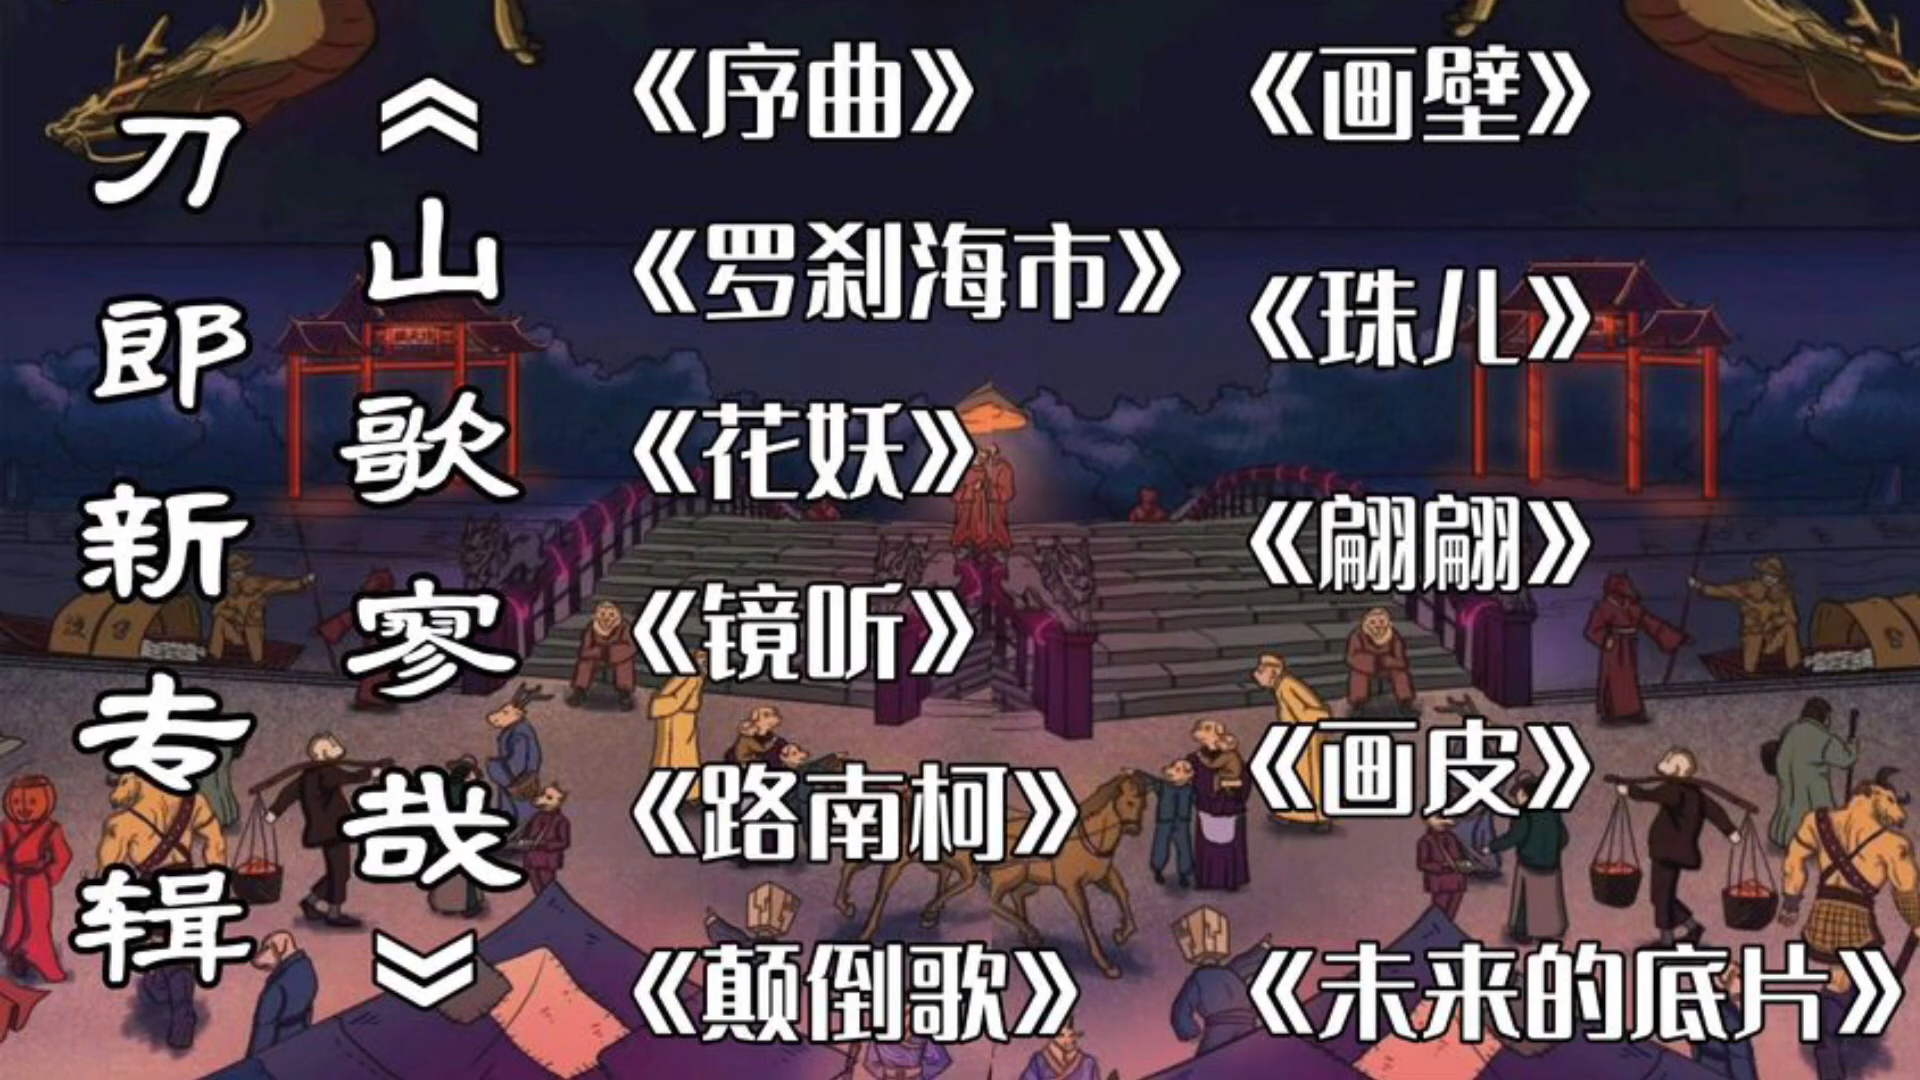 刀郎新专辑
《山歌寥哉》
《序曲》
《罗刹海市》
《花妖》
《镜听》
《路南柯》
《颠倒歌》
《画壁》
《珠儿》
《翩翩》
《画皮》
《未来的底片》